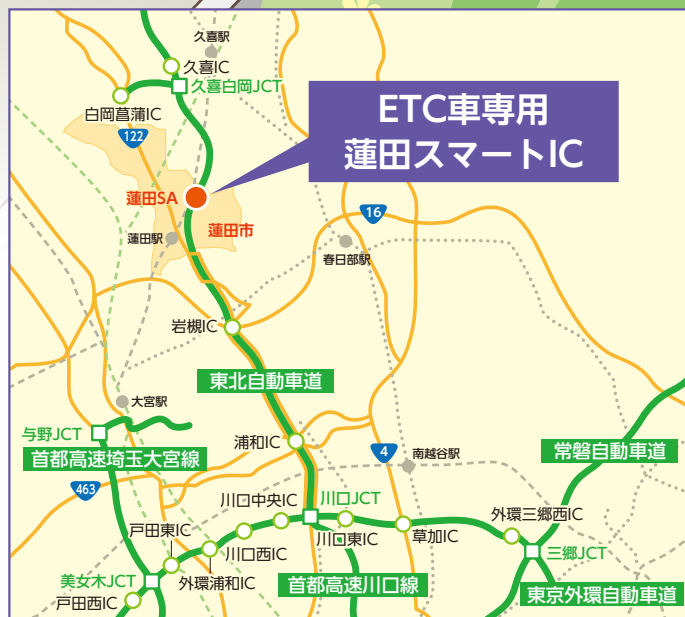 久喜駅
久喜IC
久喜白岡JCT
白岡菖蒲IC
122
ETC車専用
蓮田スマートIC
蓮田SA
蓮田市
16
蓮田駅
春日部駅
岩槻IC
東北自動車道
大宮駅
与野JCT
浦和IC
4
南越谷駅
常磐自動車道
首都高速埼玉大宮線
463
川口中央IC
川口JCT
外環三郷西IC
戸田東IC
川口西IC
川口東IC
草加IC
三郷JCT
美女木JCT
外環浦和IC
首都高速川口線
東京外環自動車道
戸田西IC